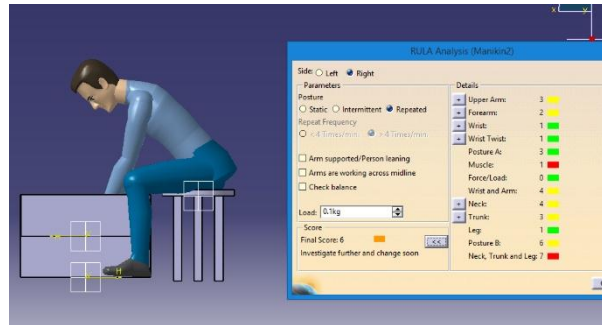 x
y
RULA Analysis (Manikin2)
Side: Left Right
Parameters
Posture
Static Intermittent Repeated
Repeat Frequency
< 4 Times/min. > 4 Times/min.
Arm supported/Person leaning
Arms are working across midline
Check balance
Load: 0.1kg
Score
Final Score: 6
<<
Investigate further and change soon
Details
+ Upper Arm: 3
+ Forearm: 2
+ Wrist: 1
+ Wrist Twist: 1
Posture A: 3
Muscle: 1
Force/Load: 0
Wrist and Arm: 4
+ Neck: 4
+ Trunk: 3
Leg: 1
Posture B: 6
Neck, Trunk and Leg: 7
H